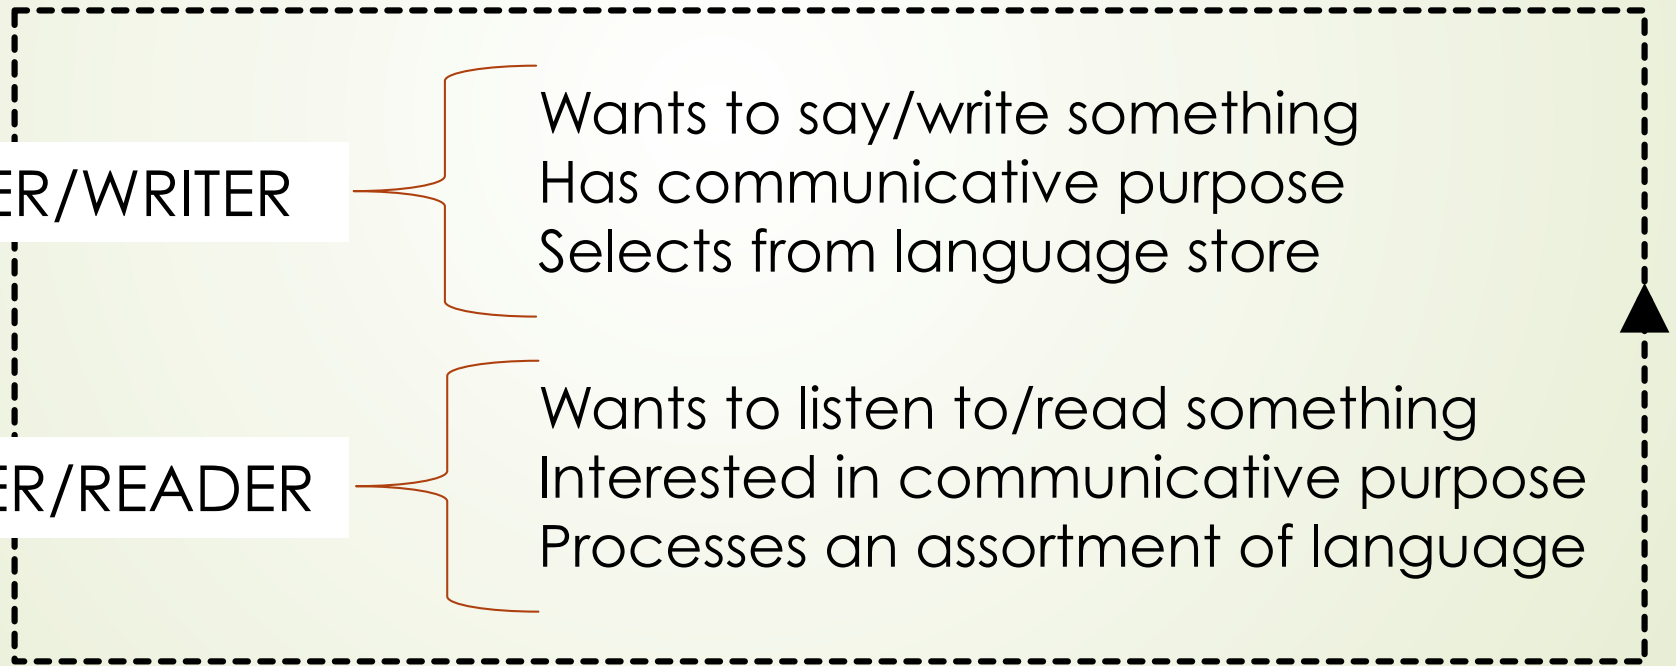 ER/WRITER
Wants to say/write something
Has communicative purpose
Selects from language store
ER/READER
Wants to listen to/read something
Interested in communicative purpose
Processes an assortment of language